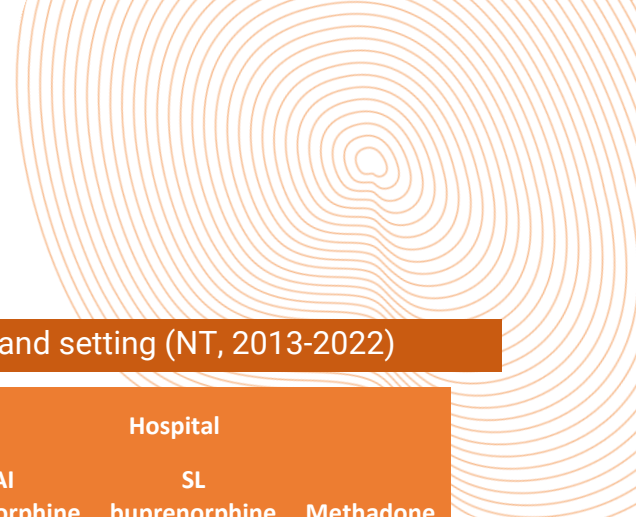 and setting (NT, 2013-2022)
Hospital
SL
buprenorphine Methadone